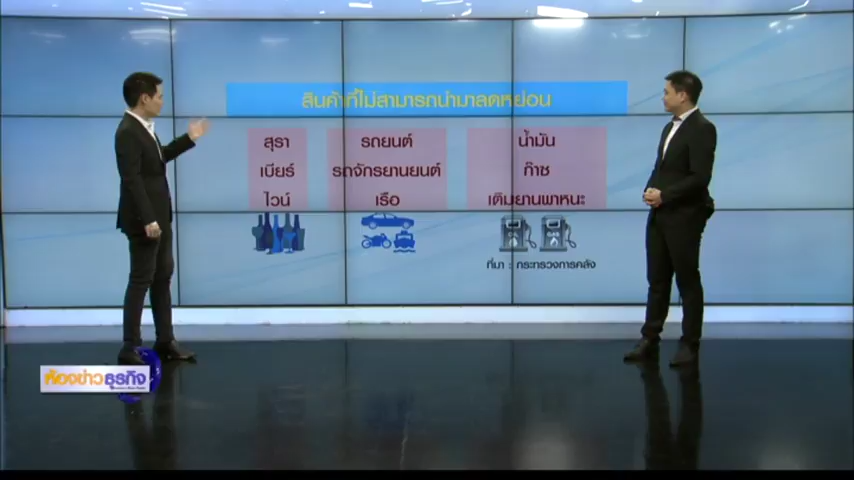 สินค้าที่ไม่สามารถนำมาลดหย่อน
สุรา
เบียร์
ไวน์
รถยนต์
รถจักรยานยนต์
เรือ
น้ำมัน
ก๊าซ
เติมยานพาหนะ
ที่มา : กระทรวงการคลัง
ห้องข่าวธุรกิจ